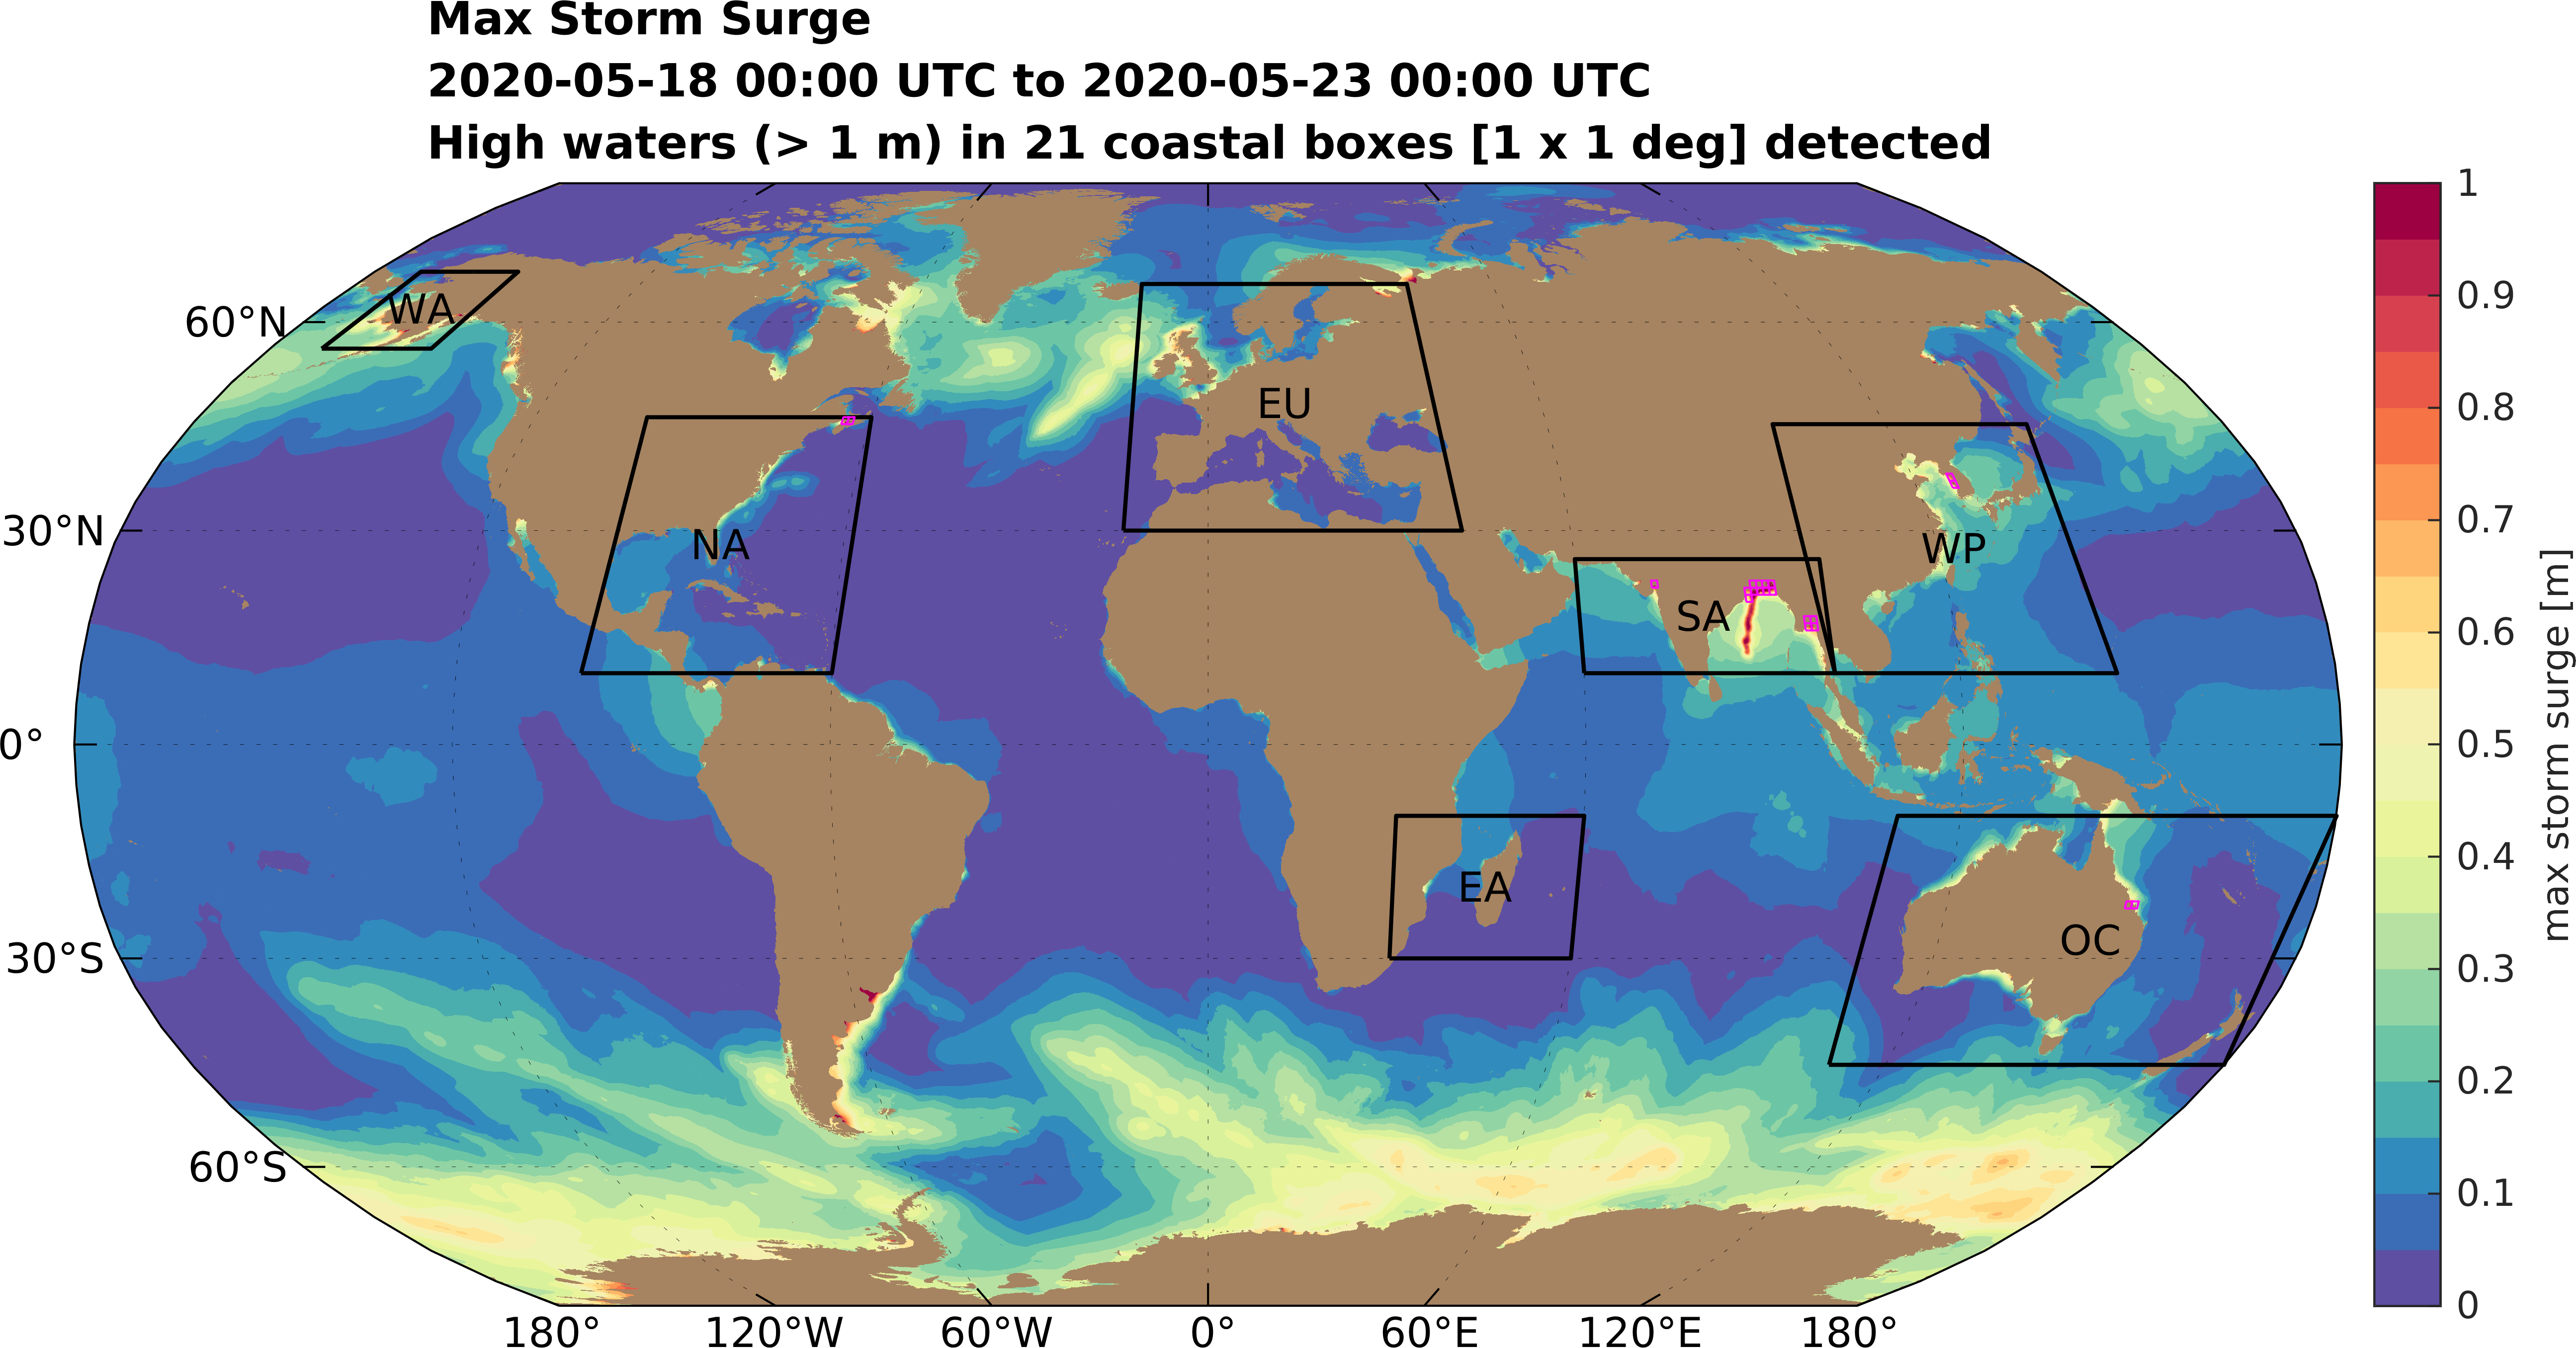 Max Storm Surge
2020-05-18 00:00 UTC to 2020-05-23 00:00 UTC
High waters (> 1 m) in 21 coastal boxes [1 x 1 deg] detected
60°N
30°N
0°
30°S
60°S
WA
NA
EU
SA
WP
EA
OC
180°
120°W
60°W
0°
60°E
120°E
180°
1
0.9
0.8
0.7
0.6
0.5
0.4
0.3
0.2
0.1
0
max storm surge [m]